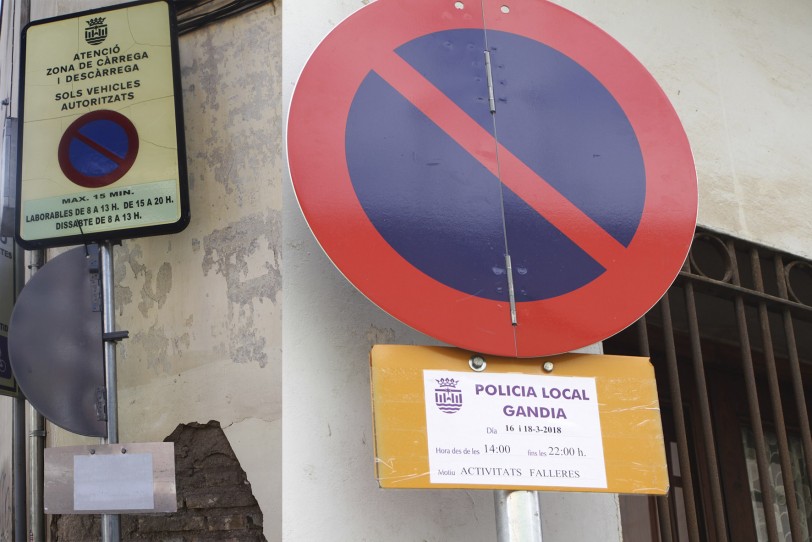 ATENCIÓ
ZONA DE CÀRREGA
I DESCÀRREGA
SOLS VEHICLES
AUTORITZATS
MAX. 15 MIN.
LABORABLES DE 8 A 13 H. DE 15 A 20 H.
DISSABTE DE 8 A 13 H.
POLICIA LOCAL
GANDIA
Dia 16 i 18-3-2018
Hora des de les 14:00 fins les 22:00 h.
Motiu ACTIVITATS FALLERES